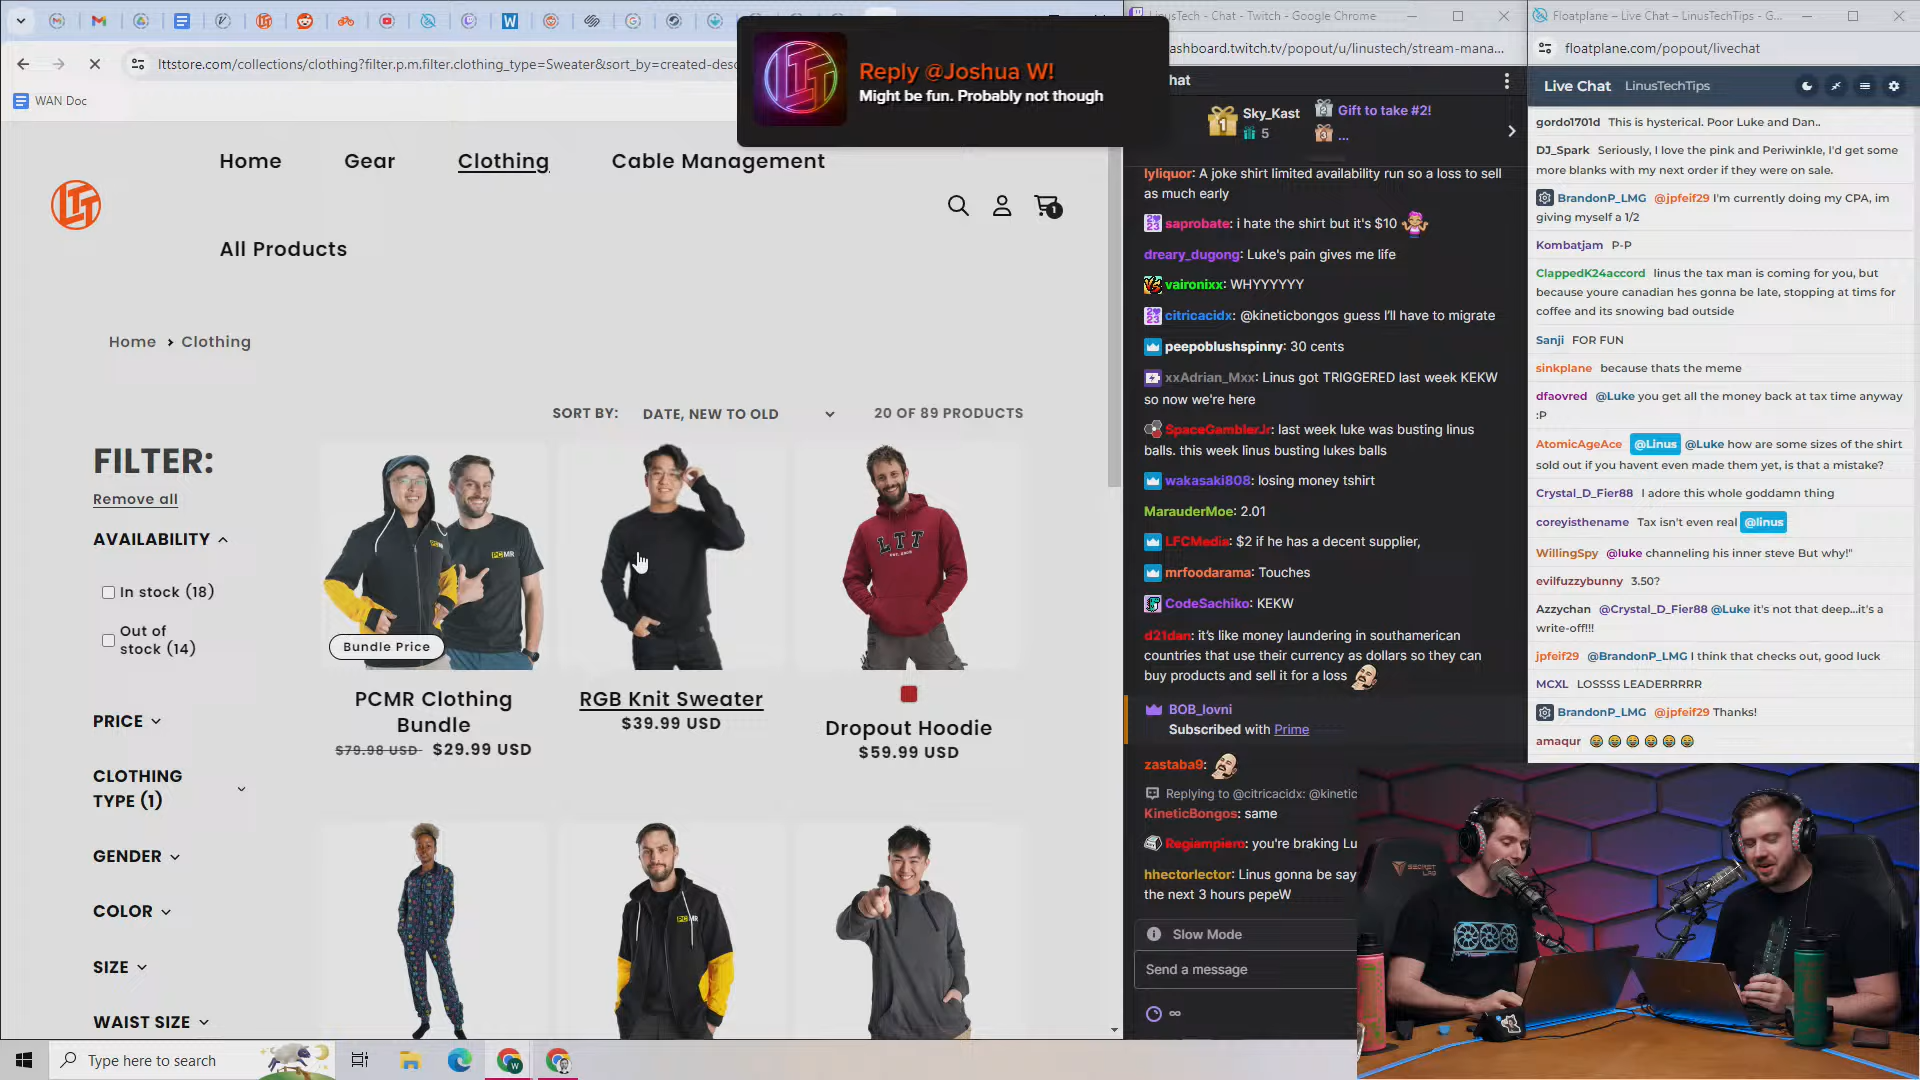 LinusTech - Chat - Twitch - Google Chrome
Floatplane – Live Chat – LinusTechTips - G...
lttstore.com/collections/clothing?filter.p.m.filter.clothing_type=Sweater&sort_by=created-desc
ashboard.twitch.tv/popout/u/linustech/stream-mana...
floatplane.com/popout/livechat
WAN Doc
Reply @Joshua W!
Might be fun. Probably not though
Home
Gear
Clothing
Cable Management
All Products
LTT
1
Home > Clothing
SORT BY:
DATE, NEW TO OLD
20 OF 89 PRODUCTS
FILTER:
Remove all
AVAILABILITY
In stock (18)
Out of
stock (14)
PRICE
CLOTHING
TYPE (1)
GENDER
COLOR
SIZE
WAIST SIZE
PCMR
PCMR
Bundle Price
PCMR Clothing
Bundle
$79.98 USD $29.99 USD
RGB Knit Sweater
$39.99 USD
LTT
Dropout Hoodie
$59.99 USD
PCMR
hat
1
Sky_Kast
5
2
Gift to take #2!
3
...
lyliquor: A joke shirt limited availability run so a loss to sell
as much early
saprobate: i hate the shirt but it's $10
dreary_dugong: Luke's pain gives me life
vaironixx: WHYYYYYY
citricacidx: @kineticbongos guess I'll have to migrate
peepoblushspinny: 30 cents
xxAdrian_Mxx: Linus got TRIGGERED last week KEKW
so now we're here
SpaceGamblerJr: last week luke was busting linus
balls. this week linus busting lukes balls
wakasaki808: losing money tshirt
MarauderMoe: 2.01
LFCMedia: $2 if he has a decent supplier,
mrfoodarama: Touches
CodeSachiko: KEKW
d21dan: it's like money laundering in southamerican
countries that use their currency as dollars so they can
buy products and sell it for a loss
BOB_lovni
Subscribed with Prime
zastaba9:
Replying to @citricacidx: @kinetic
KineticBongos: same
Regiampiero: you're braking Lu
hhectorlector: Linus gonna be say
the next 3 hours pepeW
Slow Mode
Send a message
∞
Live Chat LinusTechTips
gordo1701d This is hysterical. Poor Luke and Dan..
DJ_Spark Seriously, I love the pink and Periwinkle, I'd get some
more blanks with my next order if they were on sale.
BrandonP_LMG @jpfeif29 I'm currently doing my CPA, im
giving myself a 1/2
Kombatjam P-P
ClappedK24accord linus the tax man is coming for you, but
because youre canadian hes gonna be late, stopping at tims for
coffee and its snowing bad outside
Sanji FOR FUN
sinkplane because thats the meme
dfaovred @Luke you get all the money back at tax time anyway
:P
AtomicAgeAce @Linus @Luke how are some sizes of the shirt
sold out if you havent even made them yet, is that a mistake?
Crystal_D_Fier88 I adore this whole goddamn thing
coreyisthename Tax isn't even real @linus
WillingSpy @luke channeling his inner steve But why!"
evilfuzzybunny 3.50?
Azzychan @Crystal_D_Fier88 @Luke it's not that deep...it's a
write-off!!!
jpfeif29 @BrandonP_LMG I think that checks out, good luck
MCXL LOSSSS LEADERRRRR
BrandonP_LMG @jpfeif29 Thanks!
amaqur
SECRET
LAB
Type here to search